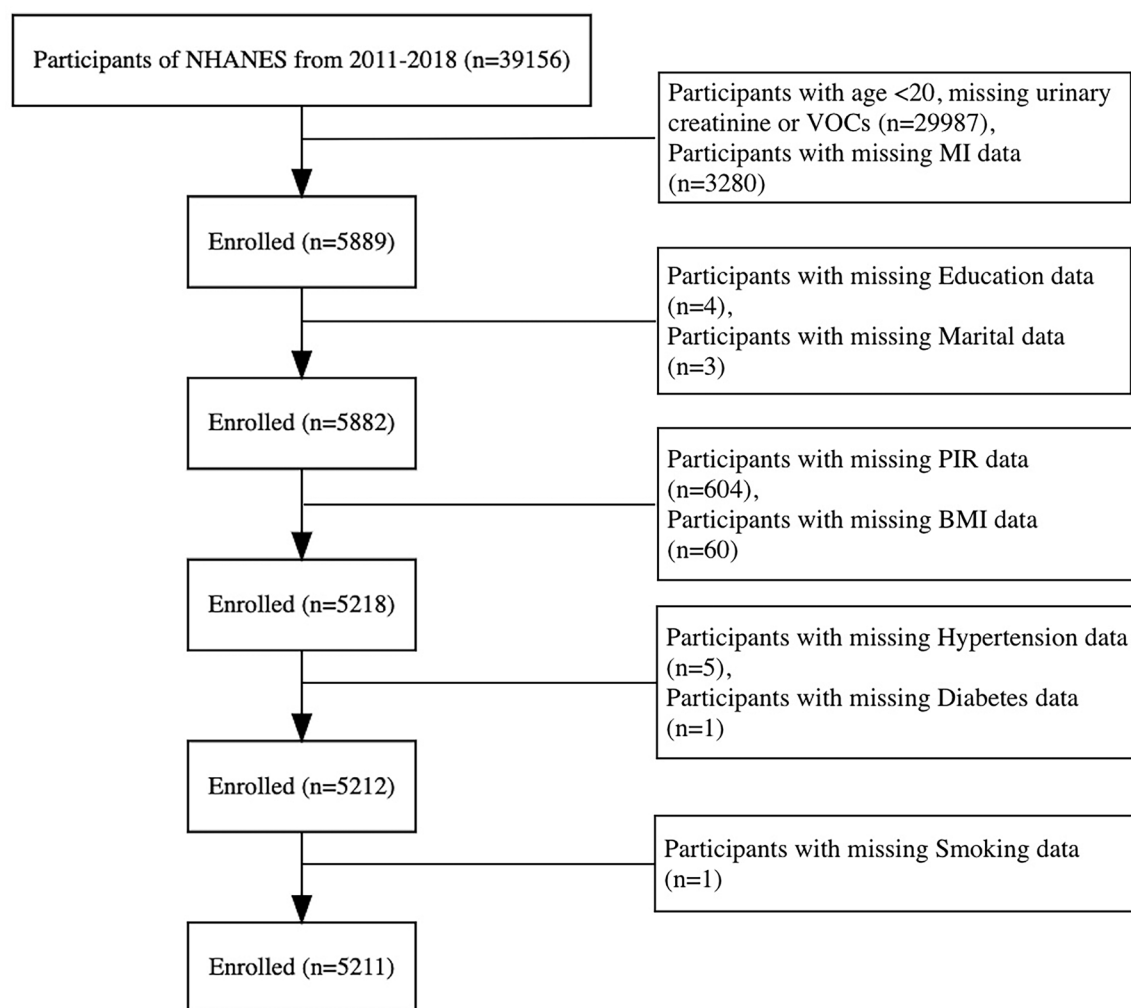 Participants of NHANES from 2011-2018 (n=39156)
Participants with age <20, missing urinary
creatinine or VOCs (n=29987),
Participants with missing MI data
(n=3280)
Enrolled (n=5889)
Participants with missing Education data
(n=4),
Participants with missing Marital data
(n=3)
Enrolled (n=5882)
Participants with missing PIR data
(n=604),
Participants with missing BMI data
(n=60)
Enrolled (n=5218)
Participants with missing Hypertension data
(n=5),
Participants with missing Diabetes data
(n=1)
Enrolled (n=5212)
Participants with missing Smoking data
(n=1)
Enrolled (n=5211)